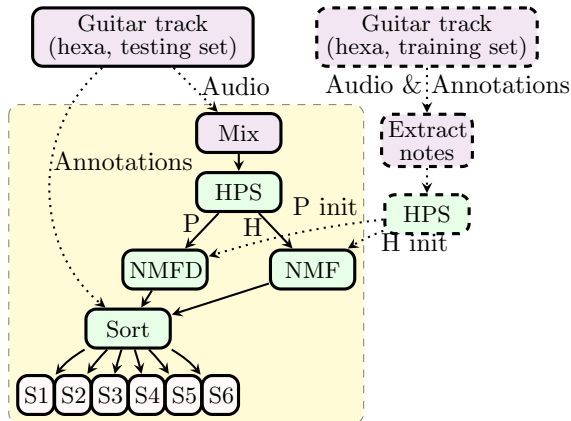 Guitar track
(hexa, testing set)
Guitar track
(hexa, training set)
Audio
Audio & Annotations
Mix
Extract
notes
Annotations
HPS
HPS
P
H
P init
H init
NMFD
NMF
Sort
S1 S2 S3 S4 S5 S6